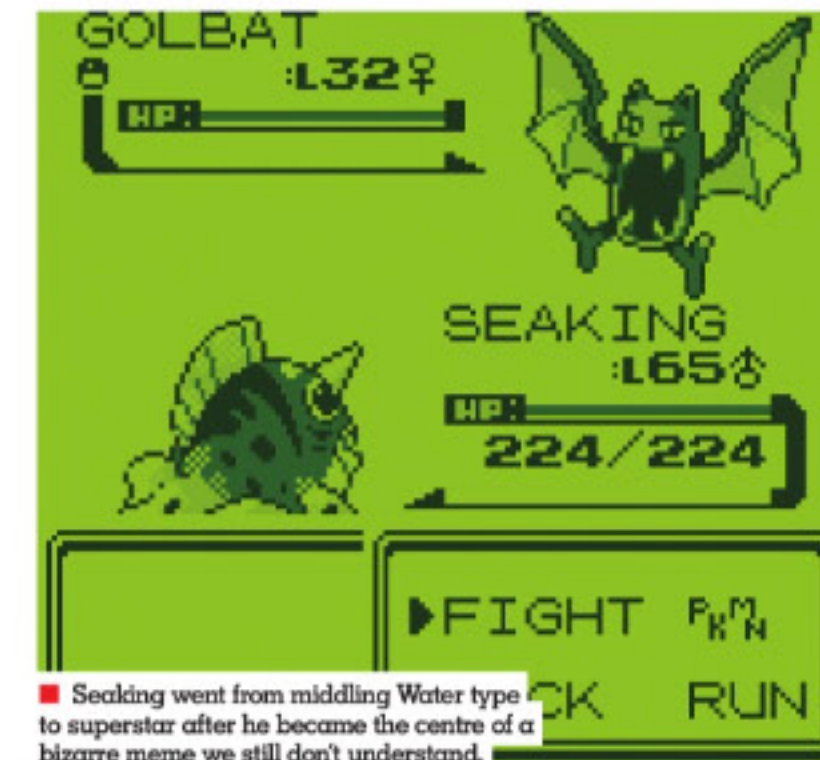 GOLBAT
:L32♀
HP:
SEAKING
:L65♂
HP:
224/224
▶FIGHT PKMN
CK RUN
■ Seaking went from middling Water type
to superstar after he became the centre of a
bizarre meme we still don't understand.